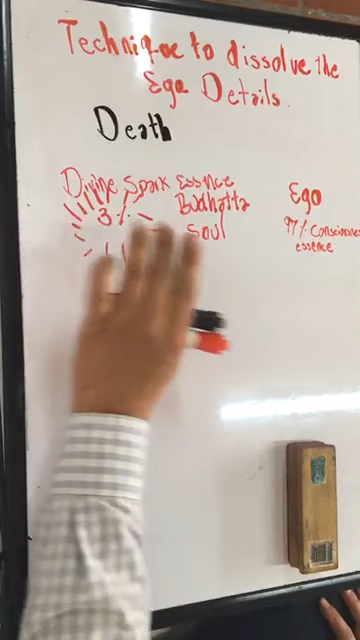 Technique to dissolve the
Ego Details.
Death
Divine Spark Essence
3% Budhatta
Soul
Ego
97% Consciousness
essence